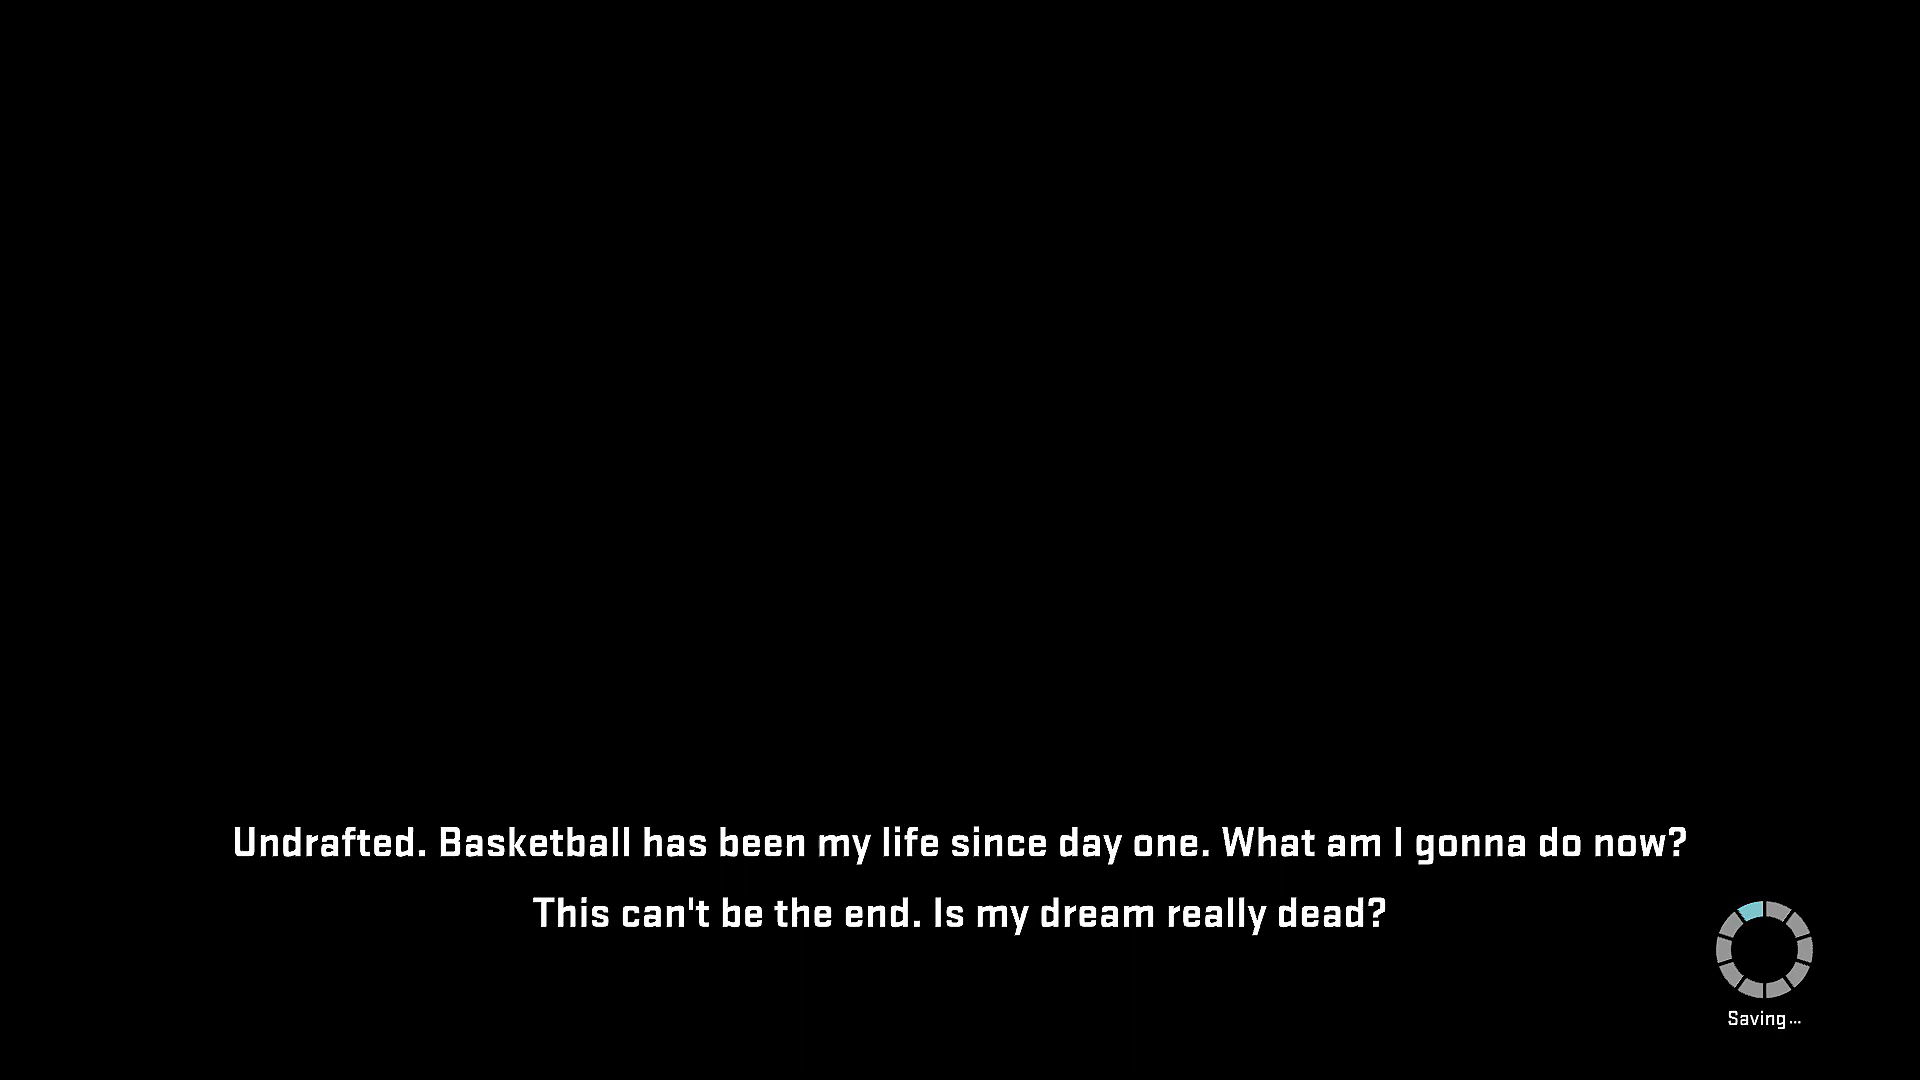 Undrafted. Basketball has been my life since day one. What am I gonna do now?
This can't be the end. Is my dream really dead?
Saving...